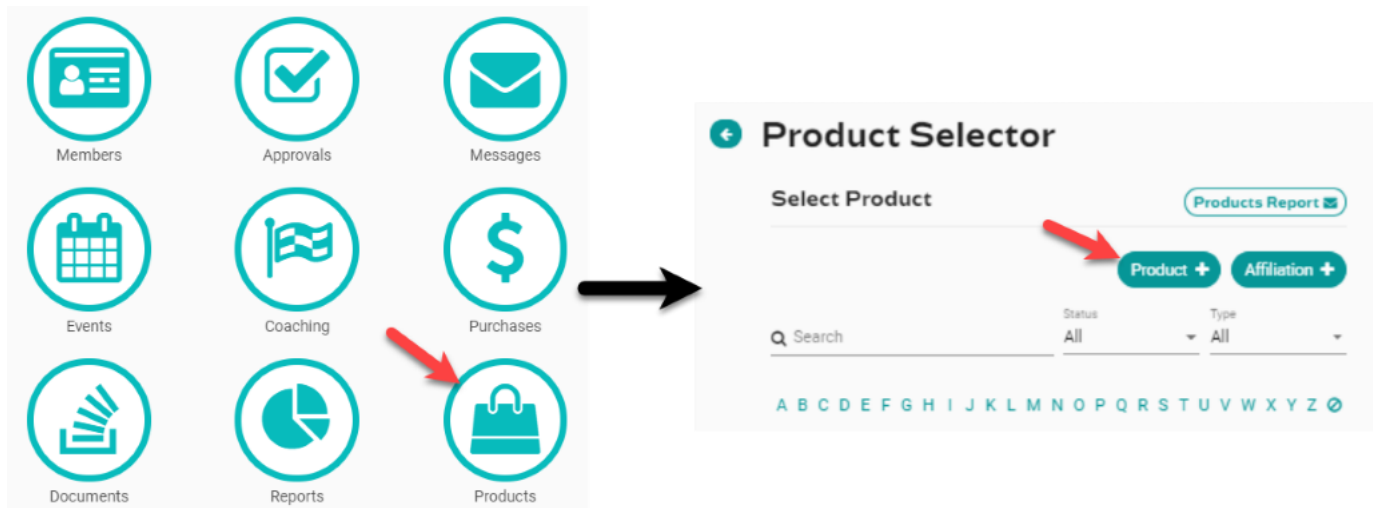 Members
Approvals
Messages
Events
Coaching
Purchases
Documents
Reports
Products
Product Selector
Select Product
Products Report
Product
Affiliation
Search
Status
All
Type
All
A B C D E F G H I J K L M N O P Q R S T U V W X Y Z